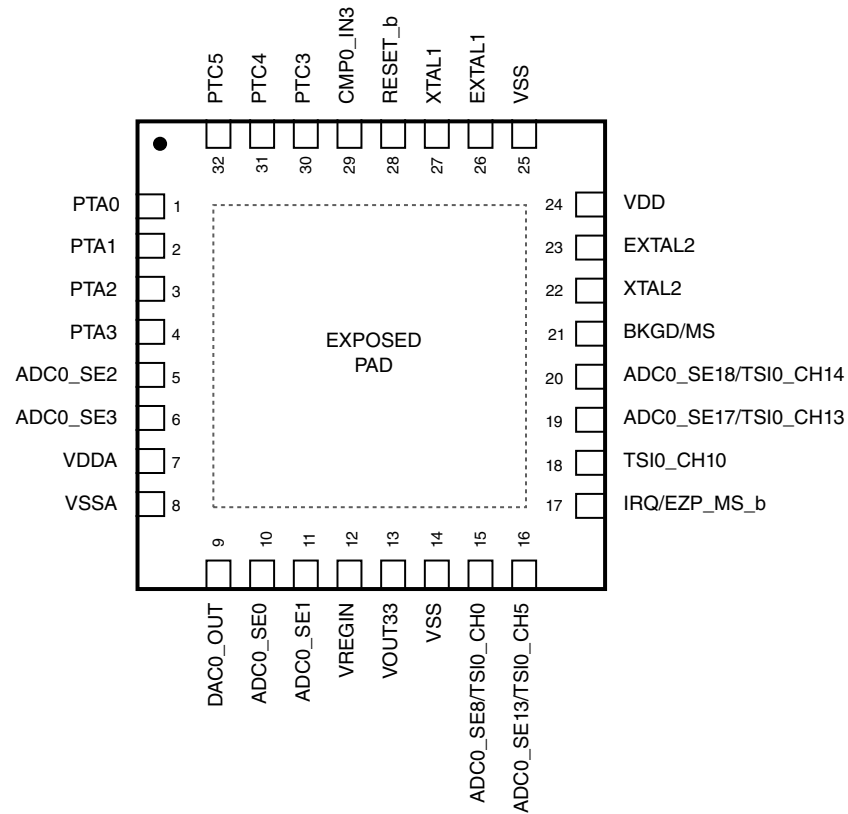 PTC5
PTC4
PTC3
CMP0_IN3
RESET_b
XTAL1
EXTAL1
VSS
32
31
30
29
28
27
26
25
PTA0 1
PTA1 2
PTA2 3
PTA3 4
ADC0_SE2 5
ADC0_SE3 6
VDDA 7
VSSA 8
EXPOSED
PAD
24 VDD
23 EXTAL2
22 XTAL2
21 BKGD/MS
20 ADC0_SE18/TSI0_CH14
19 ADC0_SE17/TSI0_CH13
18 TSI0_CH10
17 IRQ/EZP_MS_b
9
10
11
12
13
14
15
16
DAC0_OUT
ADC0_SE0
ADC0_SE1
VREGIN
VOUT33
VSS
ADC0_SE8/TSI0_CH0
ADC0_SE13/TSI0_CH5